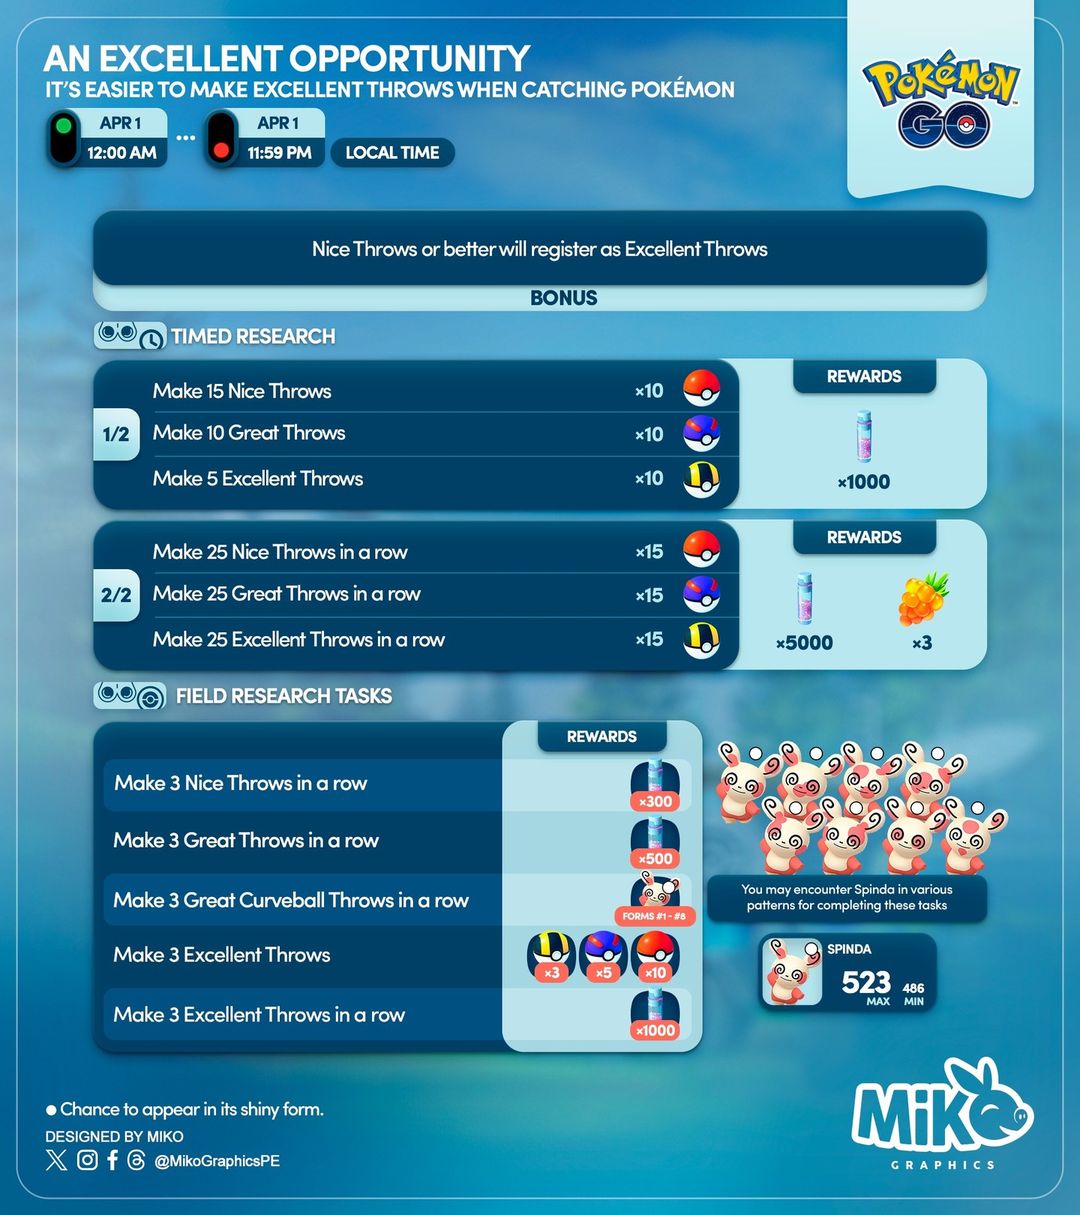 AN EXCELLENT OPPORTUNITY
IT'S EASIER TO MAKE EXCELLENT THROWS WHEN CATCHING POKÉMON
POKÉMON
GO
APR 1
12:00 AM
...
APR 1
11:59 PM
LOCAL TIME
Nice Throws or better will register as Excellent Throws
BONUS
TIMED RESEARCH
1/2
Make 15 Nice Throws ×10
Make 10 Great Throws ×10
Make 5 Excellent Throws ×10
REWARDS
×1000
2/2
Make 25 Nice Throws in a row ×15
Make 25 Great Throws in a row ×15
Make 25 Excellent Throws in a row ×15
REWARDS
×5000 ×3
FIELD RESEARCH TASKS
REWARDS
Make 3 Nice Throws in a row ×300
Make 3 Great Throws in a row ×500
Make 3 Great Curveball Throws in a row FORMS #1 - #8
Make 3 Excellent Throws ×3 ×5 ×10
Make 3 Excellent Throws in a row ×1000
You may encounter Spinda in various
patterns for completing these tasks
SPINDA
523 MAX 486 MIN
Chance to appear in its shiny form.
DESIGNED BY MIKO
@MikoGraphicsPE
MiKO
GRAPHICS